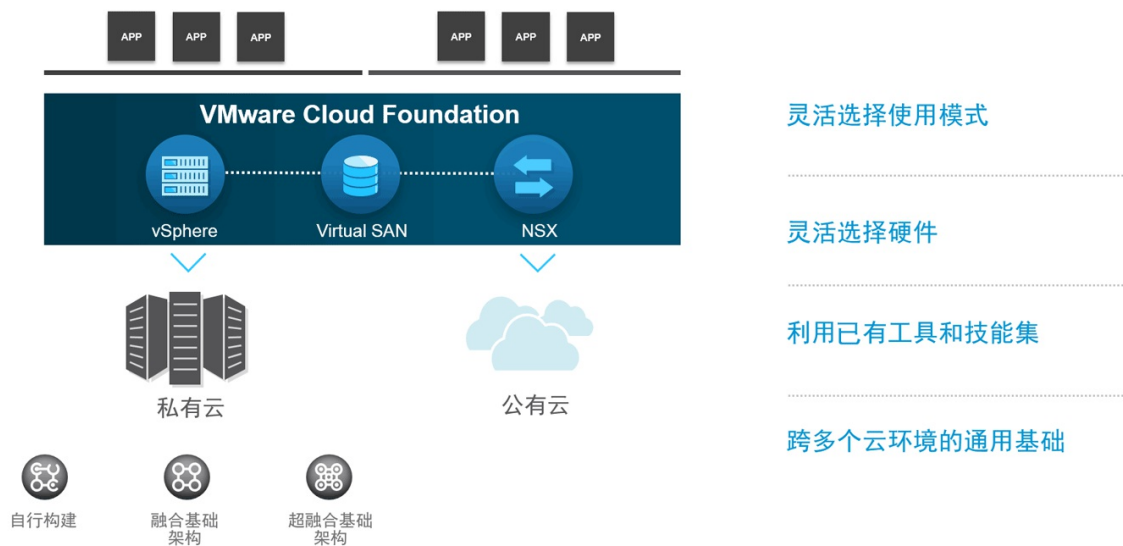 APP APP APP APP APP APP
VMware Cloud Foundation
vSphere Virtual SAN NSX
私有云 公有云
自行构建 融合基础架构 超融合基础架构
灵活选择使用模式
灵活选择硬件
利用已有工具和技能集
跨多个云环境的通用基础